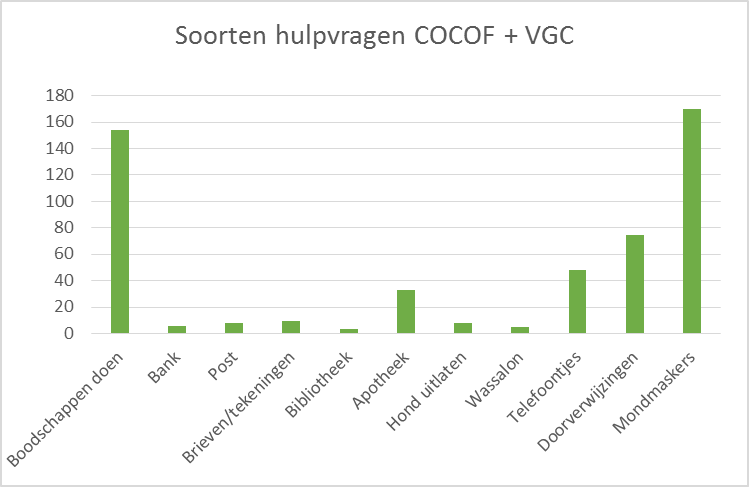 Soorten hulpvragen COCOF + VGC
180
160
140
120
100
80
60
40
20
0
Boodschappen doen
Bank
Post
Brieven/tekeningen
Bibliotheek
Apotheek
Hond uitlaten
Wassalon
Telefoontjes
Doorverwijzingen
Mondmaskers